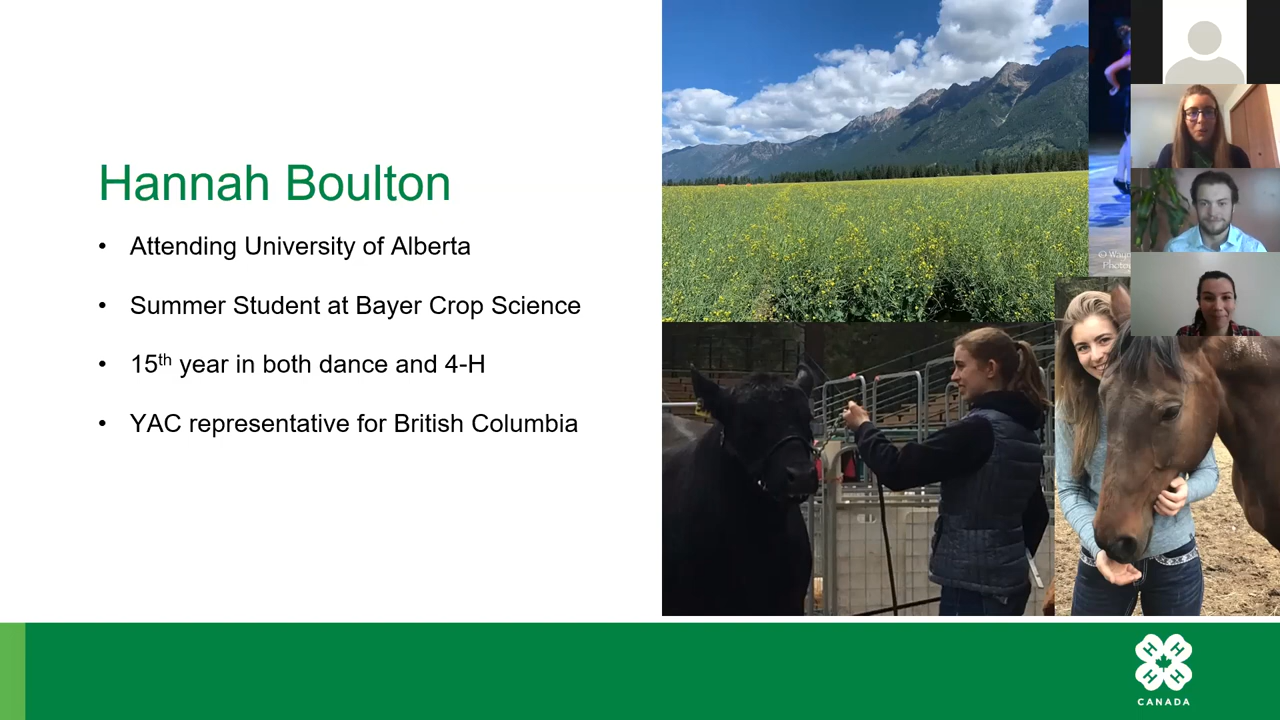 Hannah Boulton
• Attending University of Alberta
• Summer Student at Bayer Crop Science
• 15th year in both dance and 4-H
• YAC representative for British Columbia
H H
H H
CANADA